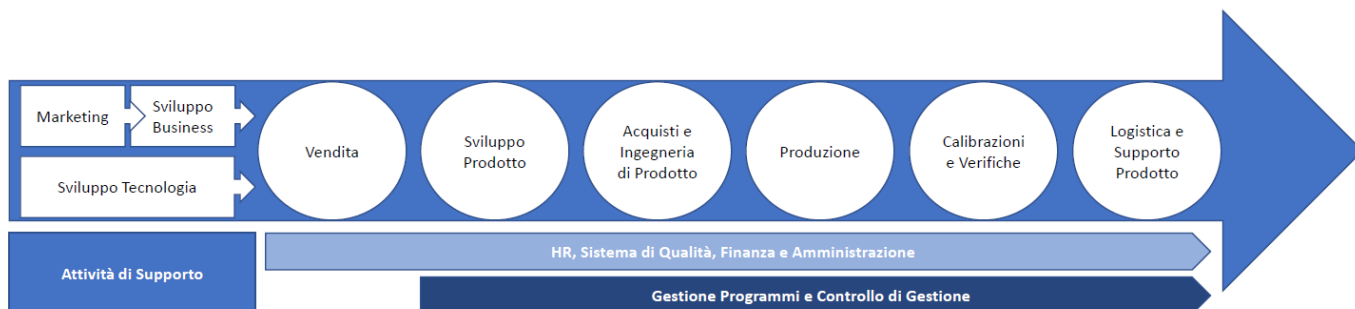 Marketing
Sviluppo
Business
Sviluppo Tecnologia
Vendita
Sviluppo
Prodotto
Acquisti e
Ingegneria
di Prodotto
Produzione
Calibrazioni
e Verifiche
Logistica e
Supporto
Prodotto
Attività di Supporto
HR, Sistema di Qualità, Finanza e Amministrazione
Gestione Programmi e Controllo di Gestione